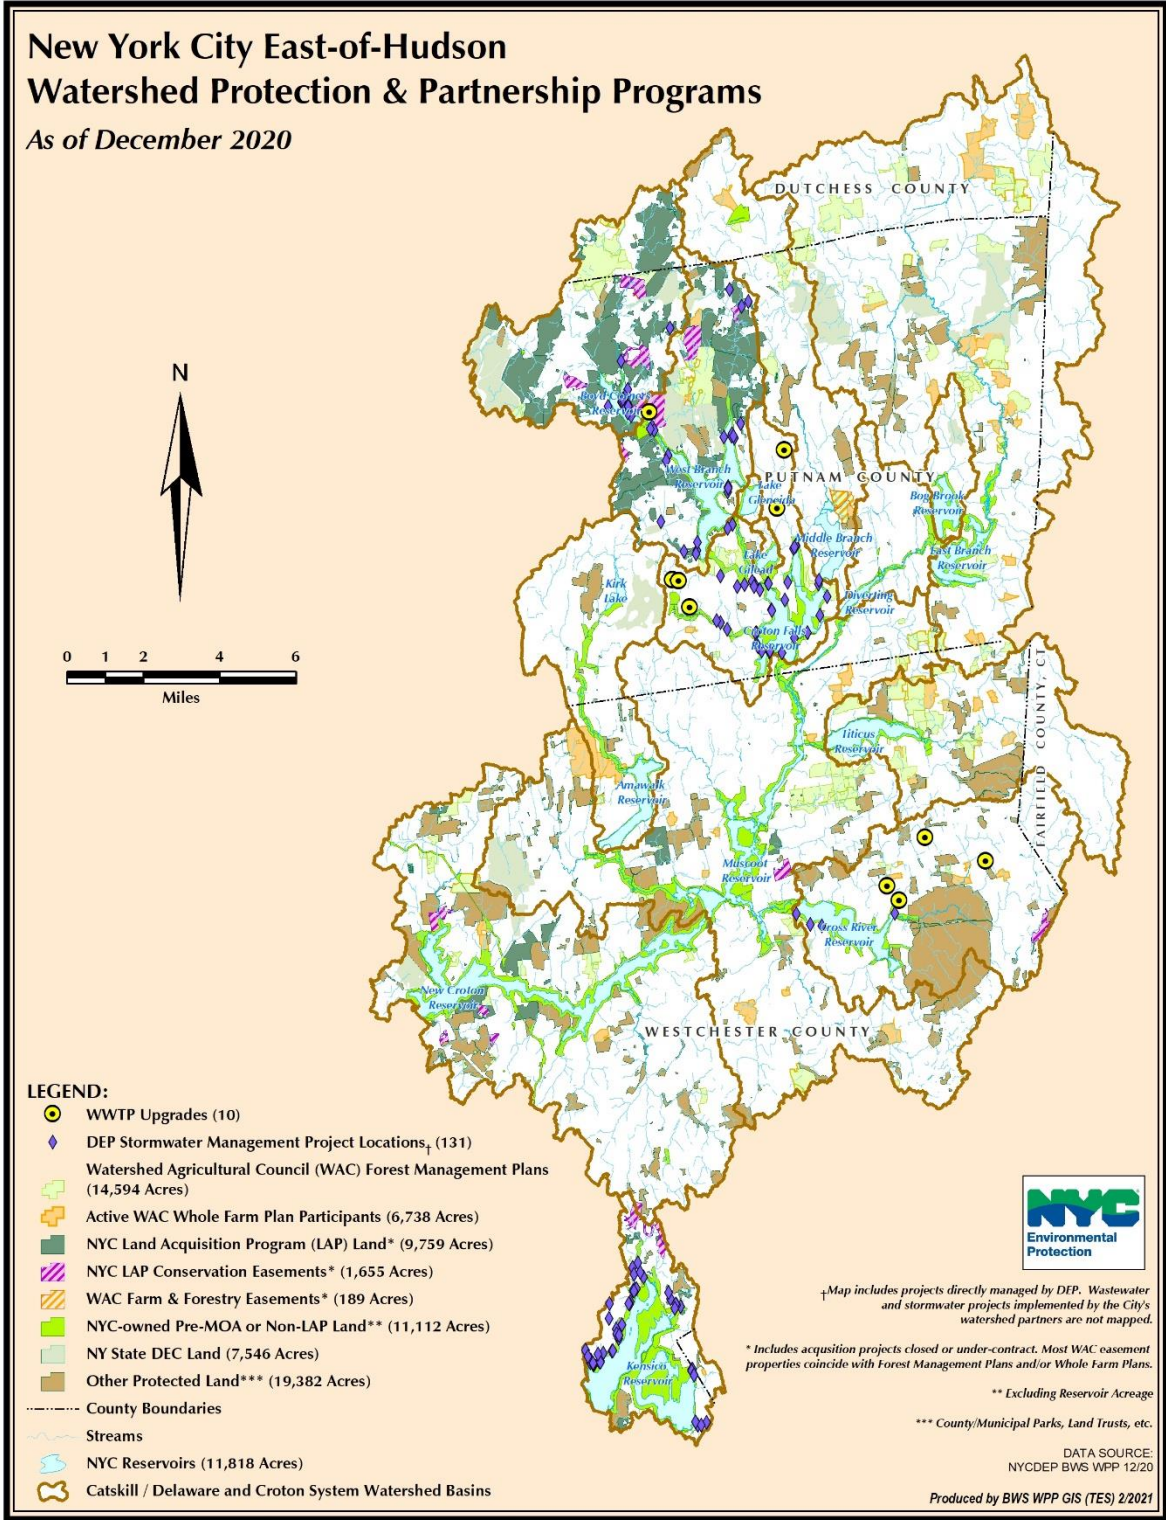 New York City East-of-Hudson
Watershed Protection & Partnership Programs
As of December 2020
DUTCHESS COUNTY
N
Boyd Corners
Reservoir
West Branch
Reservoir
PUTNAM COUNTY
Lake
Gleneida
Bog Brook
Reservoir
Middle Branch
Reservoir
East Branch
Reservoir
Lake
Gilead
Kirk
Lake
Diverting
Reservoir
Croton Falls
Reservoir
0 1 2 4 6
Miles
FAIRFIELD COUNTY, CT
Titicus
Reservoir
Amawalk
Reservoir
Muscoot
Reservoir
Cross River
Reservoir
New Croton
Reservoir
WESTCHESTER COUNTY
Kensico
Reservoir
LEGEND:
WWTP Upgrades (10)
DEP Stormwater Management Project Locations† (131)
Watershed Agricultural Council (WAC) Forest Management Plans
(14,594 Acres)
Active WAC Whole Farm Plan Participants (6,738 Acres)
NYC Land Acquisition Program (LAP) Land* (9,759 Acres)
NYC LAP Conservation Easements* (1,655 Acres)
WAC Farm & Forestry Easements* (189 Acres)
NYC-owned Pre-MOA or Non-LAP Land** (11,112 Acres)
NY State DEC Land (7,546 Acres)
Other Protected Land*** (19,382 Acres)
County Boundaries
Streams
NYC Reservoirs (11,818 Acres)
Catskill / Delaware and Croton System Watershed Basins
NYC
Environmental
Protection
†Map includes projects directly managed by DEP. Wastewater
and stormwater projects implemented by the City's
watershed partners are not mapped.
* Includes acqusition projects closed or under-contract. Most WAC easement
properties coincide with Forest Management Plans and/or Whole Farm Plans.
** Excluding Reservoir Acreage
*** County/Municipal Parks, Land Trusts, etc.
DATA SOURCE:
NYCDEP BWS WPP 12/20
Produced by BWS WPP GIS (TES) 2/2021